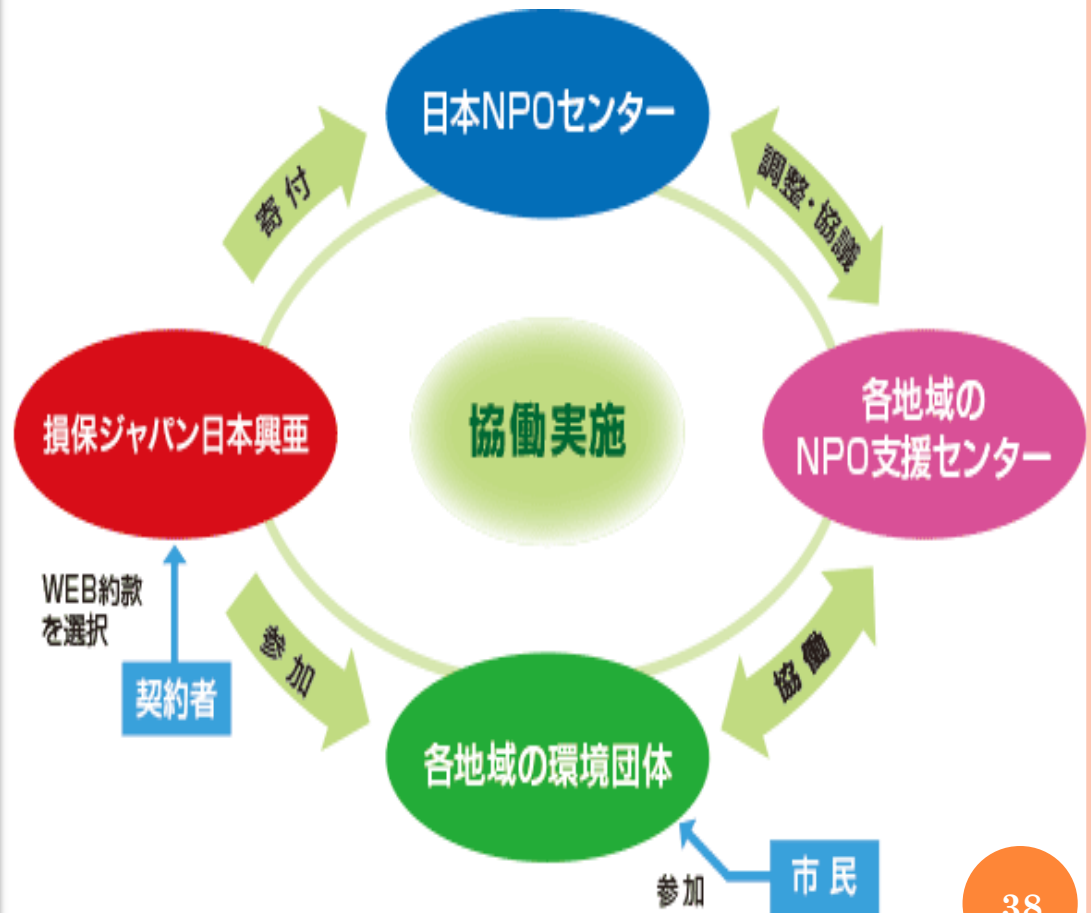 日本NPOセンター
寄付
調整・協議
損保ジャパン日本興亜
協働実施
各地域の
NPO支援センター
WEB約款
を選択
契約者
参加
協働
各地域の環境団体
参加
市民
38